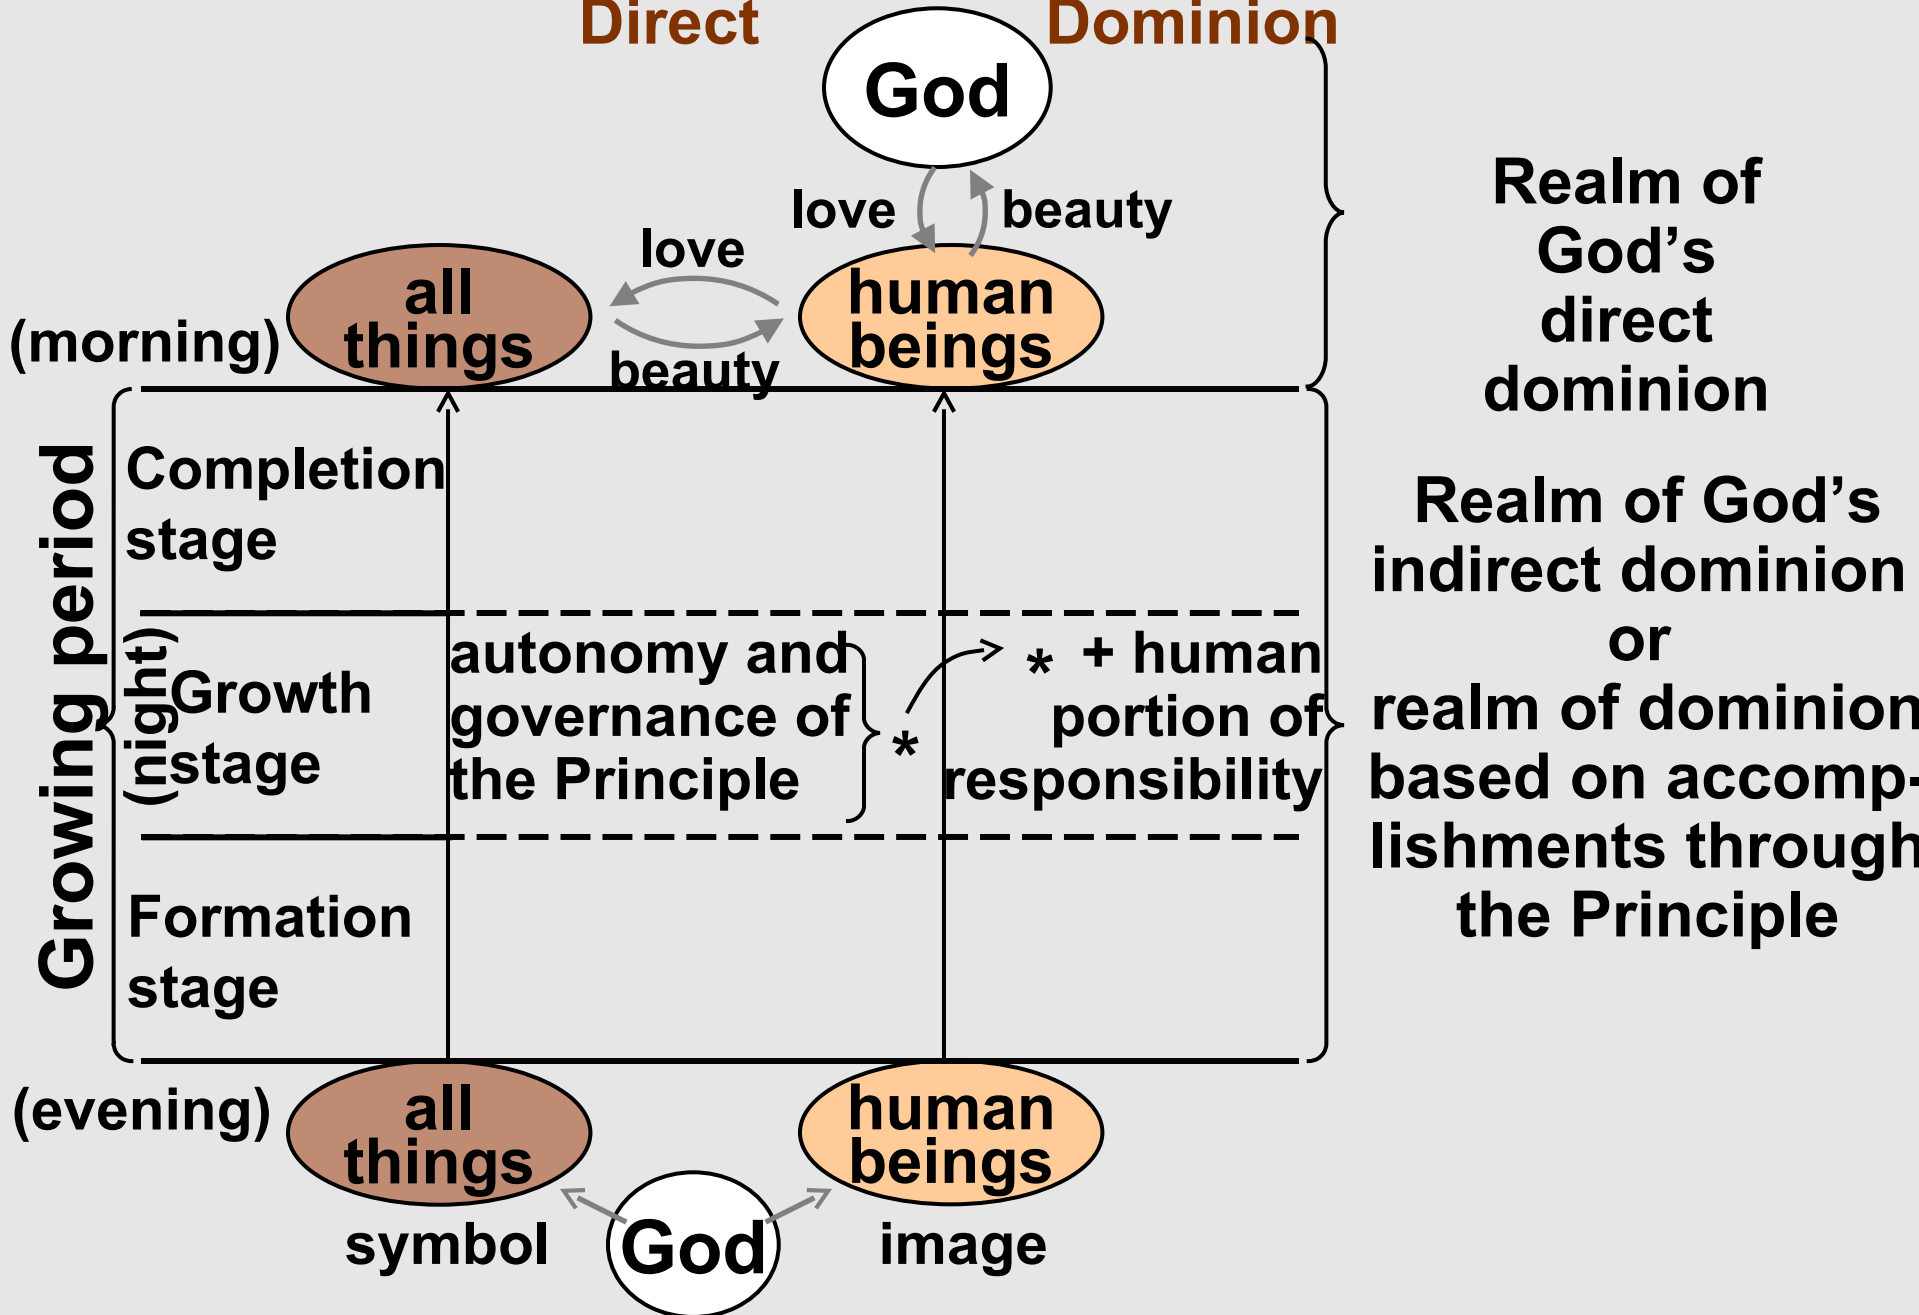 Direct Dominion
God
love beauty
love
all
things
human
beings
(morning)
beauty
Realm of
God's
direct
dominion
Growing period
(night)
Completion
stage
Growth
stage
Formation
stage
autonomy and
governance of
the Principle
*
* + human
portion of
responsibility
Realm of God's
indirect dominion
or
realm of dominion
based on accomp-
lishments through
the Principle
(evening)
all
things
human
beings
symbol
God
image